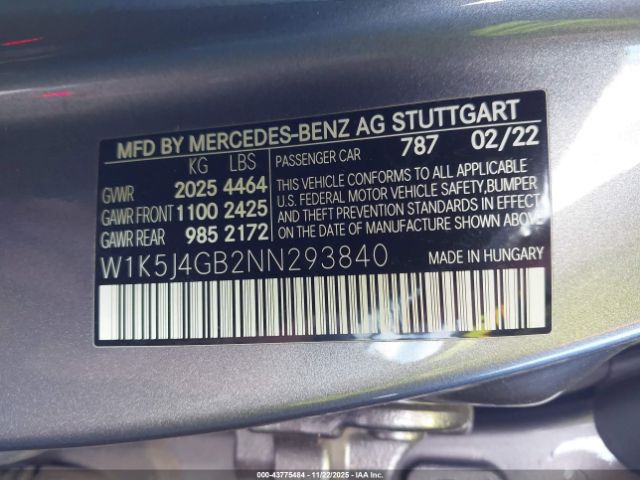 MFD BY MERCEDES-BENZ AG STUTTGART
KG LBS PASSENGER CAR 787 02/22
GVWR 2025 4464
GAWR FRONT 1100 2425
GAWR REAR 985 2172
THIS VEHICLE CONFORMS TO ALL APPLICABLE
U.S. FEDERAL MOTOR VEHICLE SAFETY, BUMPER
AND THEFT PREVENTION STANDARDS IN EFFECT
ON THE DATE OF MANUFACTURE SHOWN ABOVE.
W1K5J4GB2NN293840 MADE IN HUNGARY
000-43775484 | 11/22/2025 | IAA Inc.